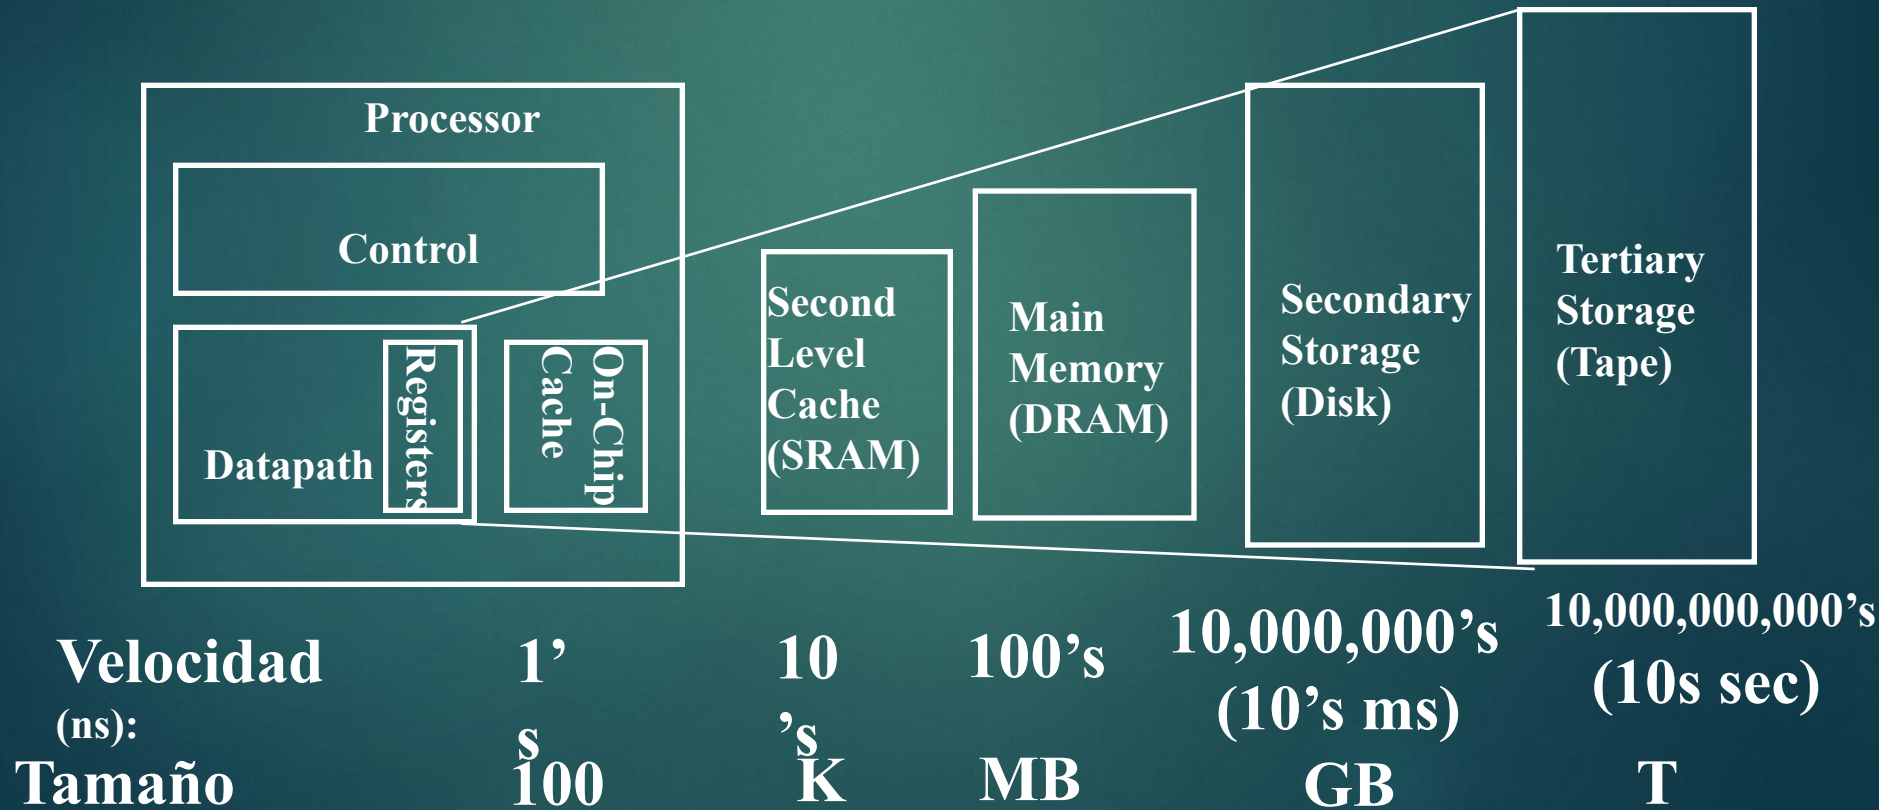 Processor
Control
Datapath
Registers
On-Chip
Cache
Second
Level
Cache
(SRAM)
Main
Memory
(DRAM)
Secondary
Storage
(Disk)
Tertiary
Storage
(Tape)
Velocidad
(ns):
1’
s
10
’s
100’s
10,000,000’s
(10’s ms)
10,000,000,000’s
(10s sec)
Tamaño
100
K
MB
GB
T